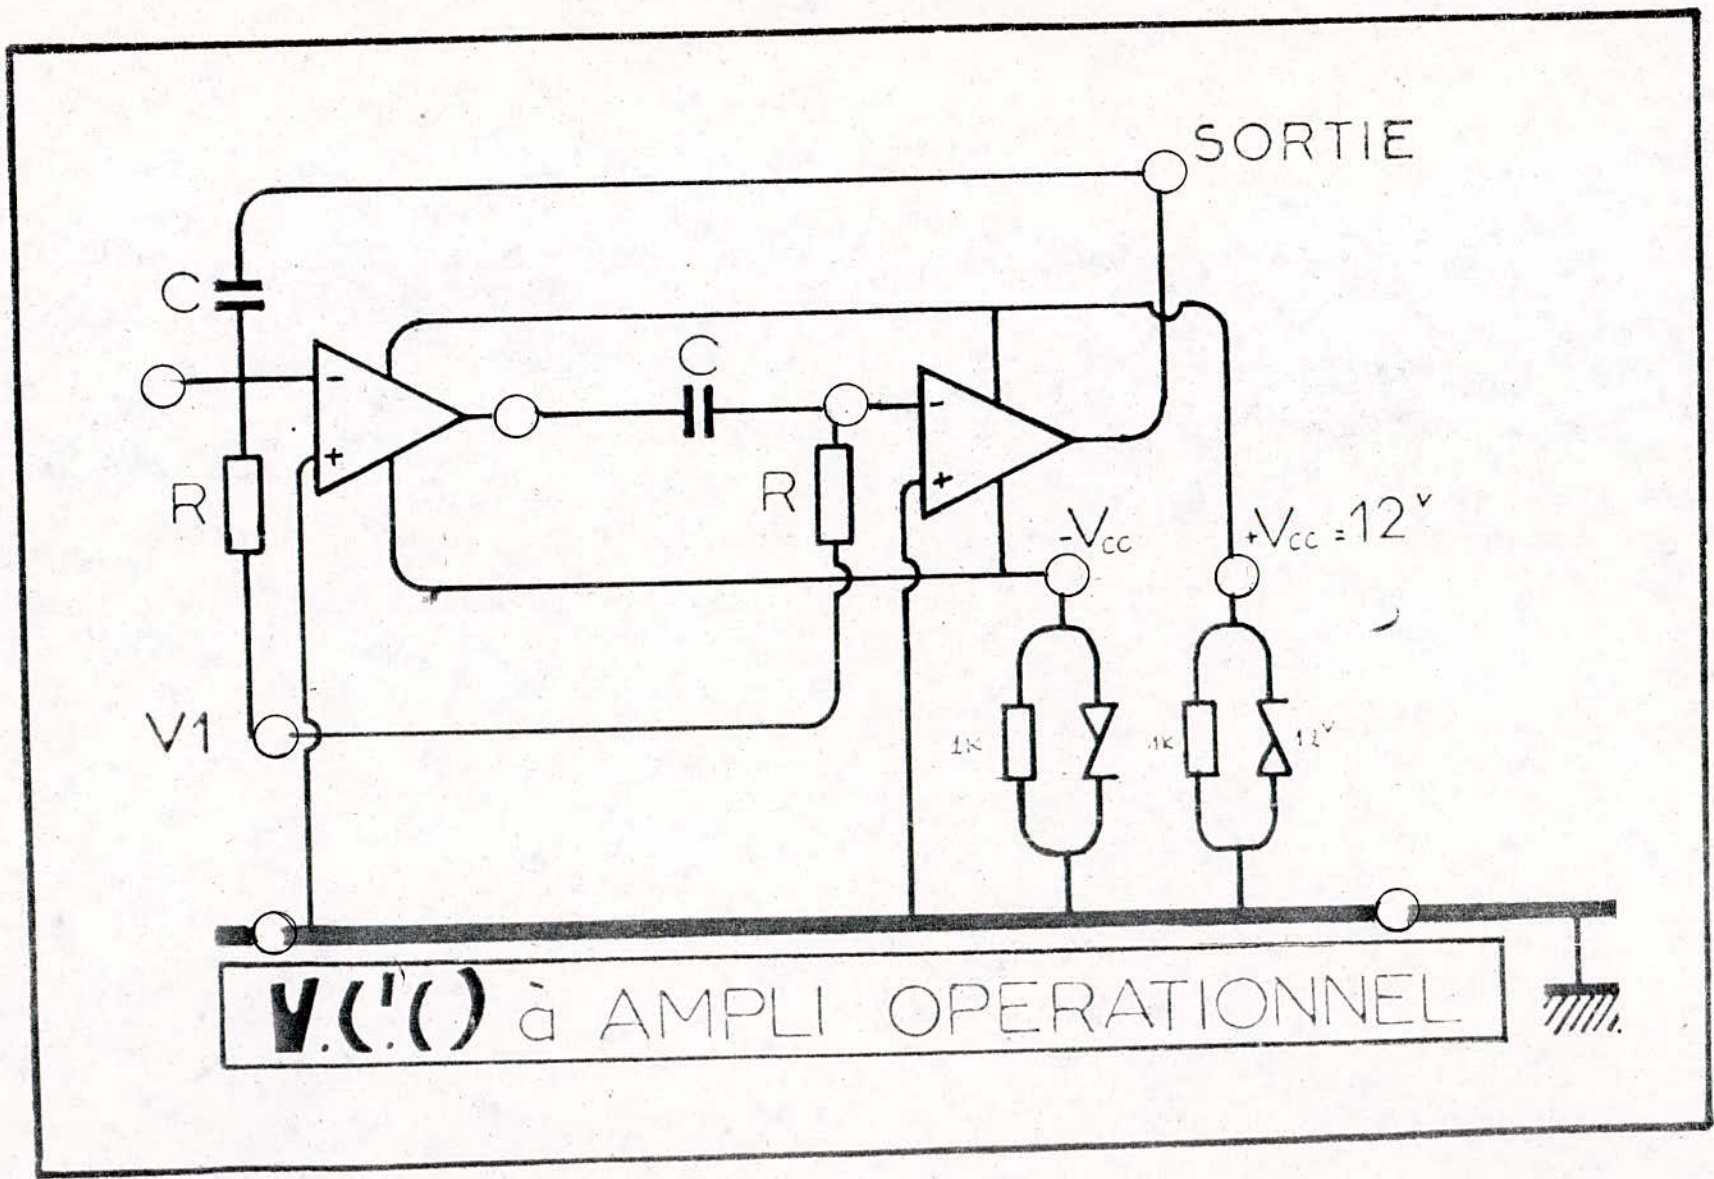 SORTIE
C
C
-
+
R
-
+
R
-Vcc
+Vcc = 12v
V1
1K
1K
12v
V.C.O à AMPLI OPERATIONNEL